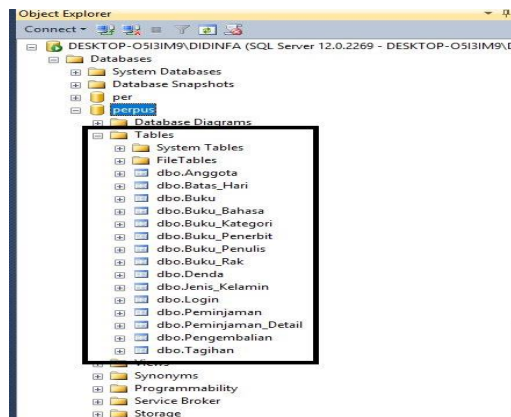 Object Explorer
Connect
DESKTOP-O5I3IM9\DIDINFA (SQL Server 12.0.2269 - DESKTOP-O5I3IM9\D
Databases
System Databases
Database Snapshots
per
perpus
Database Diagrams
Tables
System Tables
FileTables
dbo.Anggota
dbo.Batas_Hari
dbo.Buku
dbo.Buku_Bahasa
dbo.Buku_Kategori
dbo.Buku_Penerbit
dbo.Buku_Penulis
dbo.Buku_Rak
dbo.Denda
dbo.Jenis_Kelamin
dbo.Login
dbo.Peminjaman
dbo.Peminjaman_Detail
dbo.Pengembalian
dbo.Tagihan
Views
Synonyms
Programmability
Service Broker
Storage